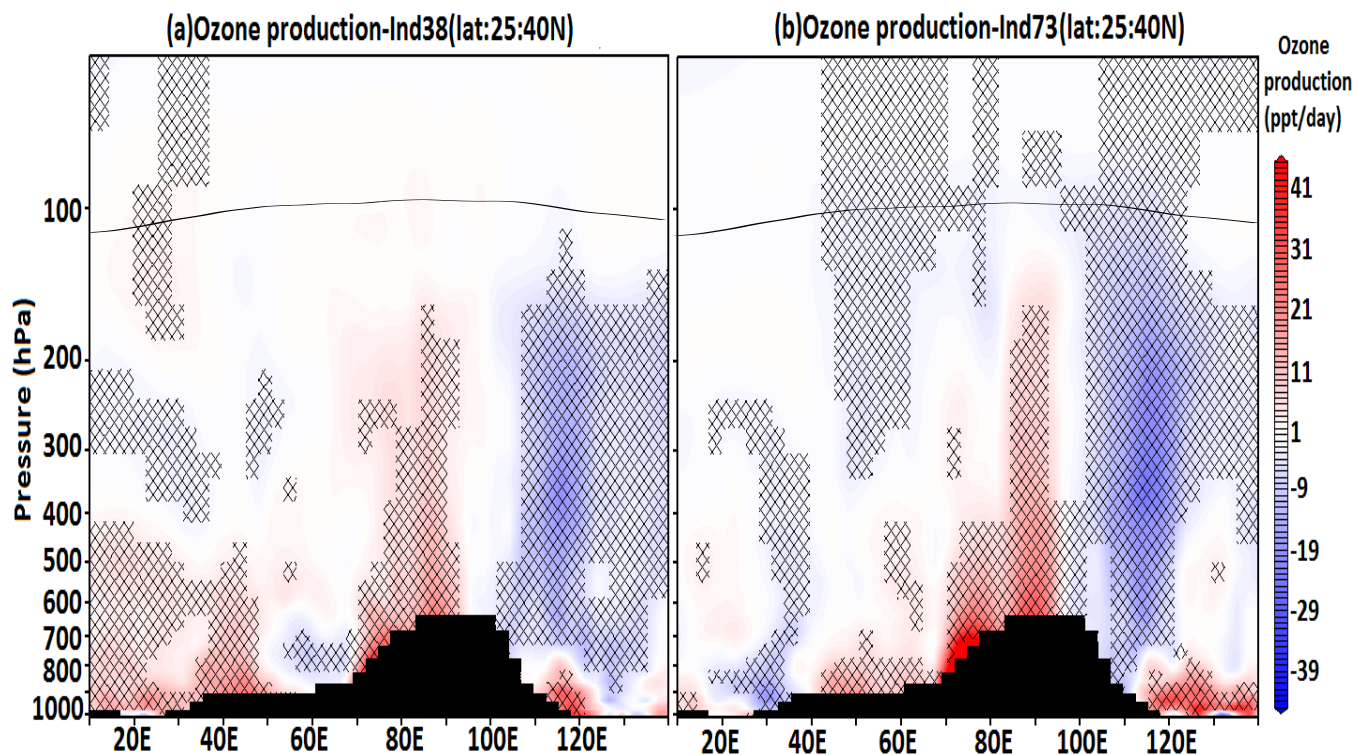 (a)Ozone production-Ind38(lat:25:40N)
(b)Ozone production-Ind73(lat:25:40N)
Ozone
production
(ppt/day)
Pressure (hPa)
100
200
300
400
500
600
700
800
1000
41
31
21
11
1
-9
-19
-29
-39
20E 40E 60E 80E 100E 120E
20E 40E 60E 80E 100E 120E